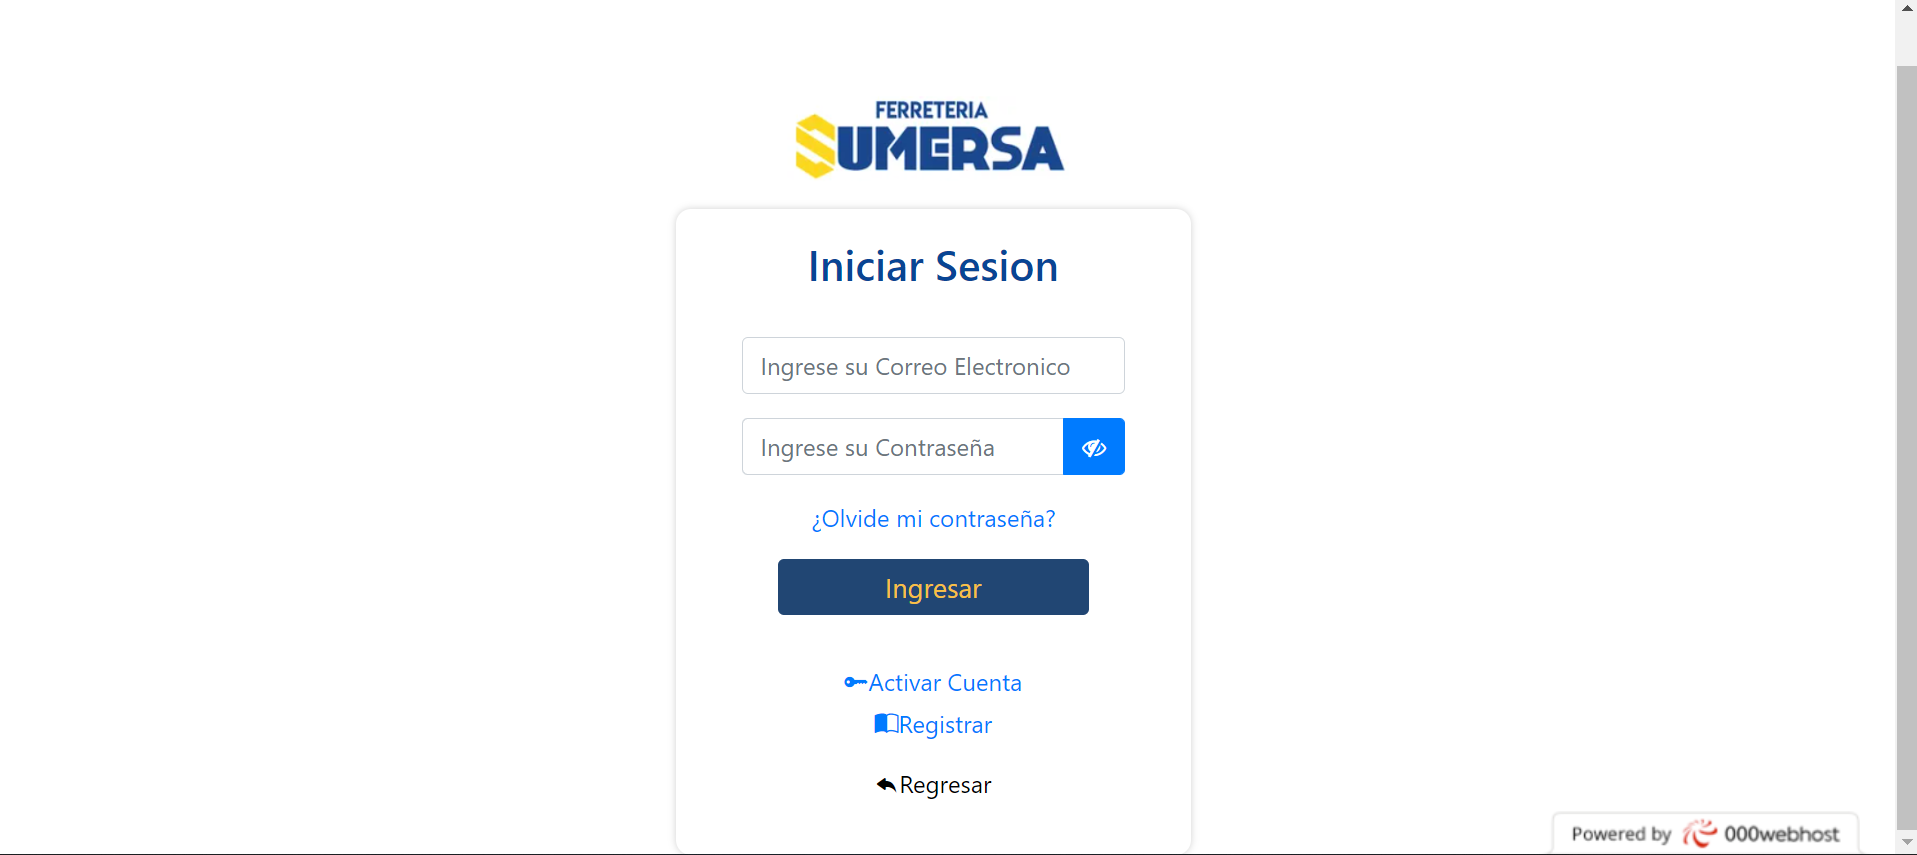 FERRETERIA
SUMERSA
Iniciar Sesion
Ingrese su Correo Electronico
Ingrese su Contraseña
¿Olvide mi contraseña?
Ingresar
Activar Cuenta
Registrar
Regresar
Powered by 000webhost